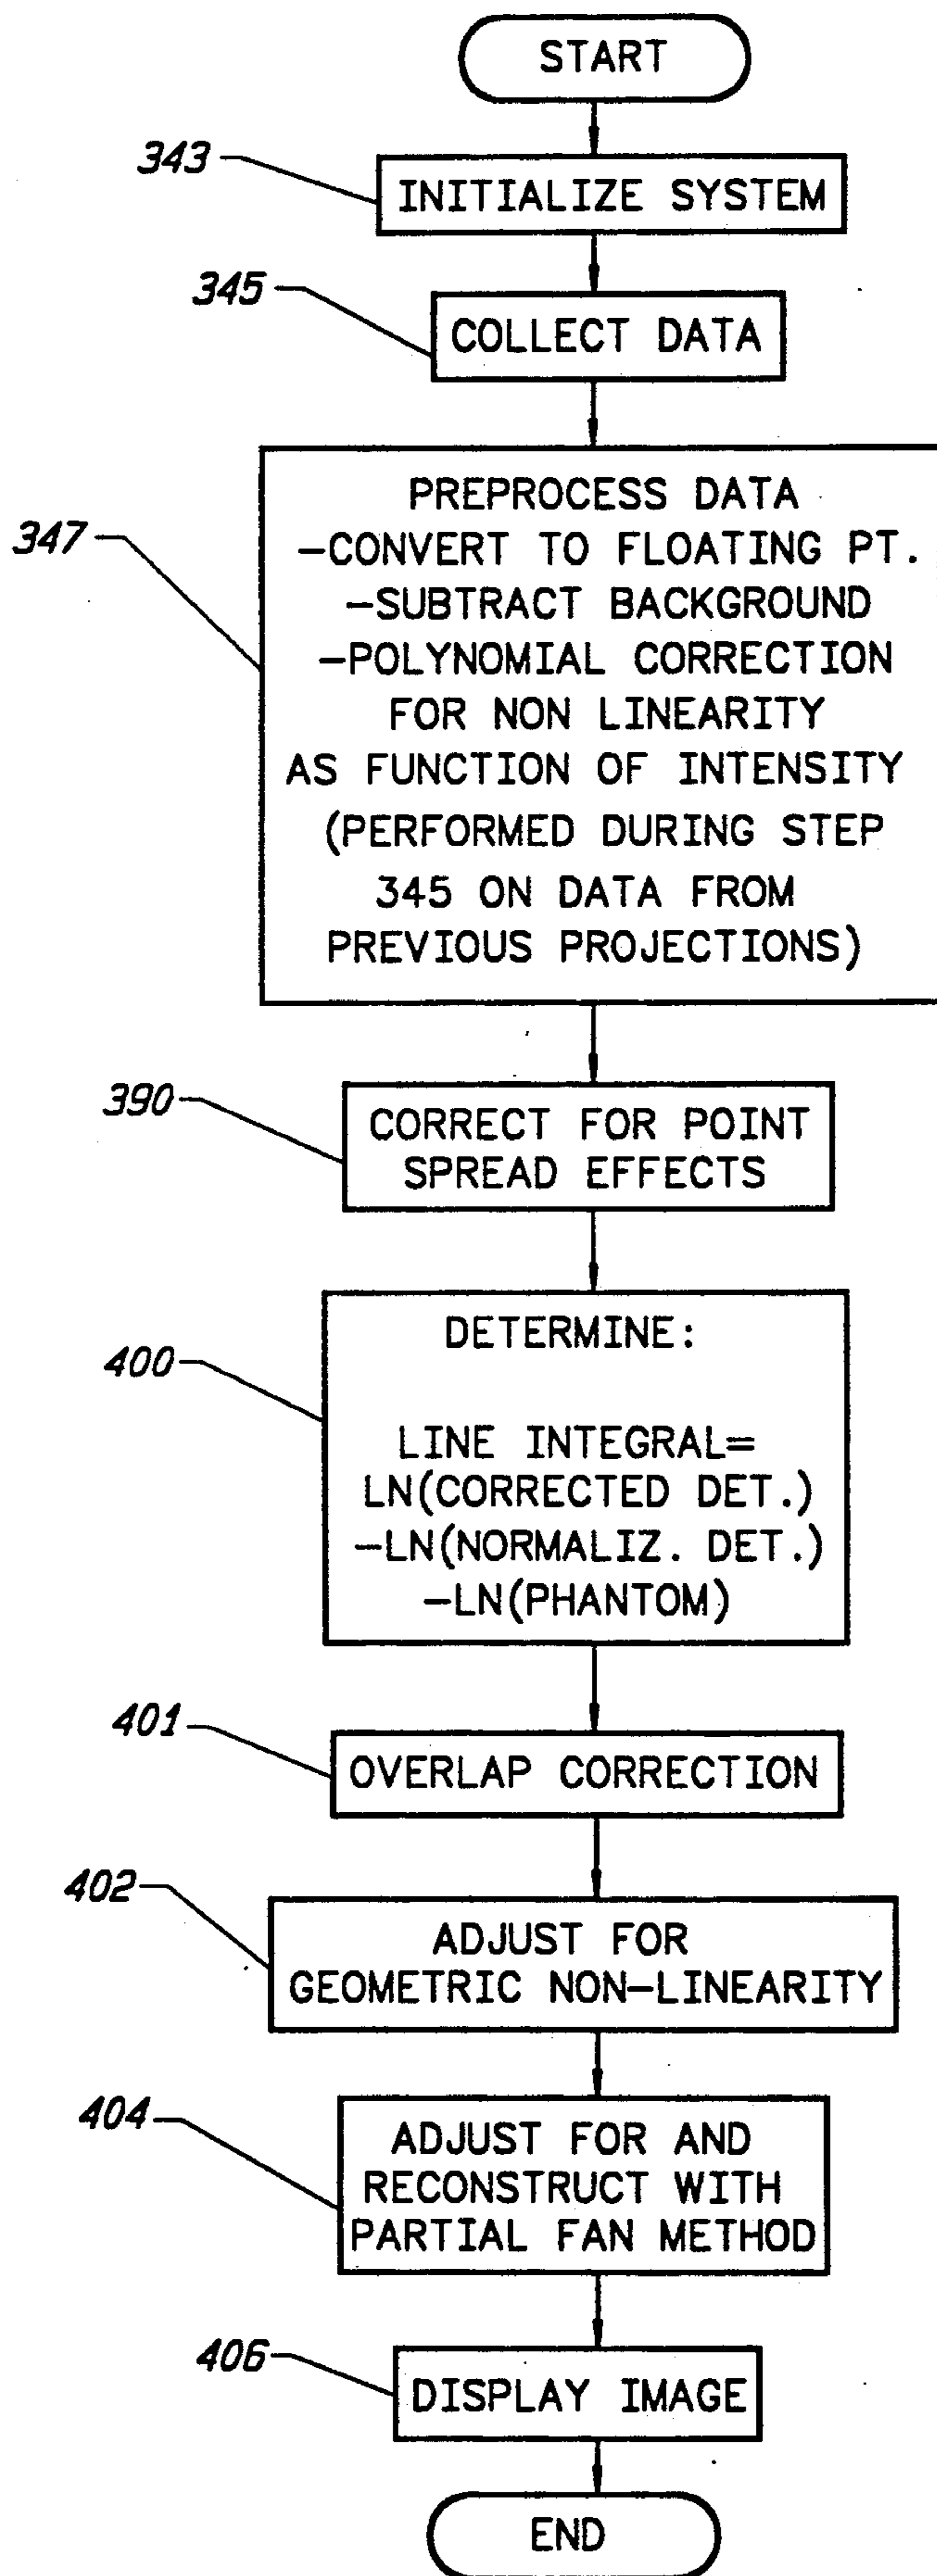 START
343
INITIALIZE SYSTEM
345
COLLECT DATA
347
PREPROCESS DATA
-CONVERT TO FLOATING PT.
-SUBTRACT BACKGROUND
-POLYNOMIAL CORRECTION
FOR NON LINEARITY
AS FUNCTION OF INTENSITY
(PERFORMED DURING STEP
345 ON DATA FROM
PREVIOUS PROJECTIONS)
390
CORRECT FOR POINT
SPREAD EFFECTS
400
DETERMINE:
LINE INTEGRAL=
LN(CORRECTED DET.)
-LN(NORMALIZ. DET.)
-LN(PHANTOM)
401
OVERLAP CORRECTION
402
ADJUST FOR
GEOMETRIC NON-LINEARITY
404
ADJUST FOR AND
RECONSTRUCT WITH
PARTIAL FAN METHOD
406
DISPLAY IMAGE
END